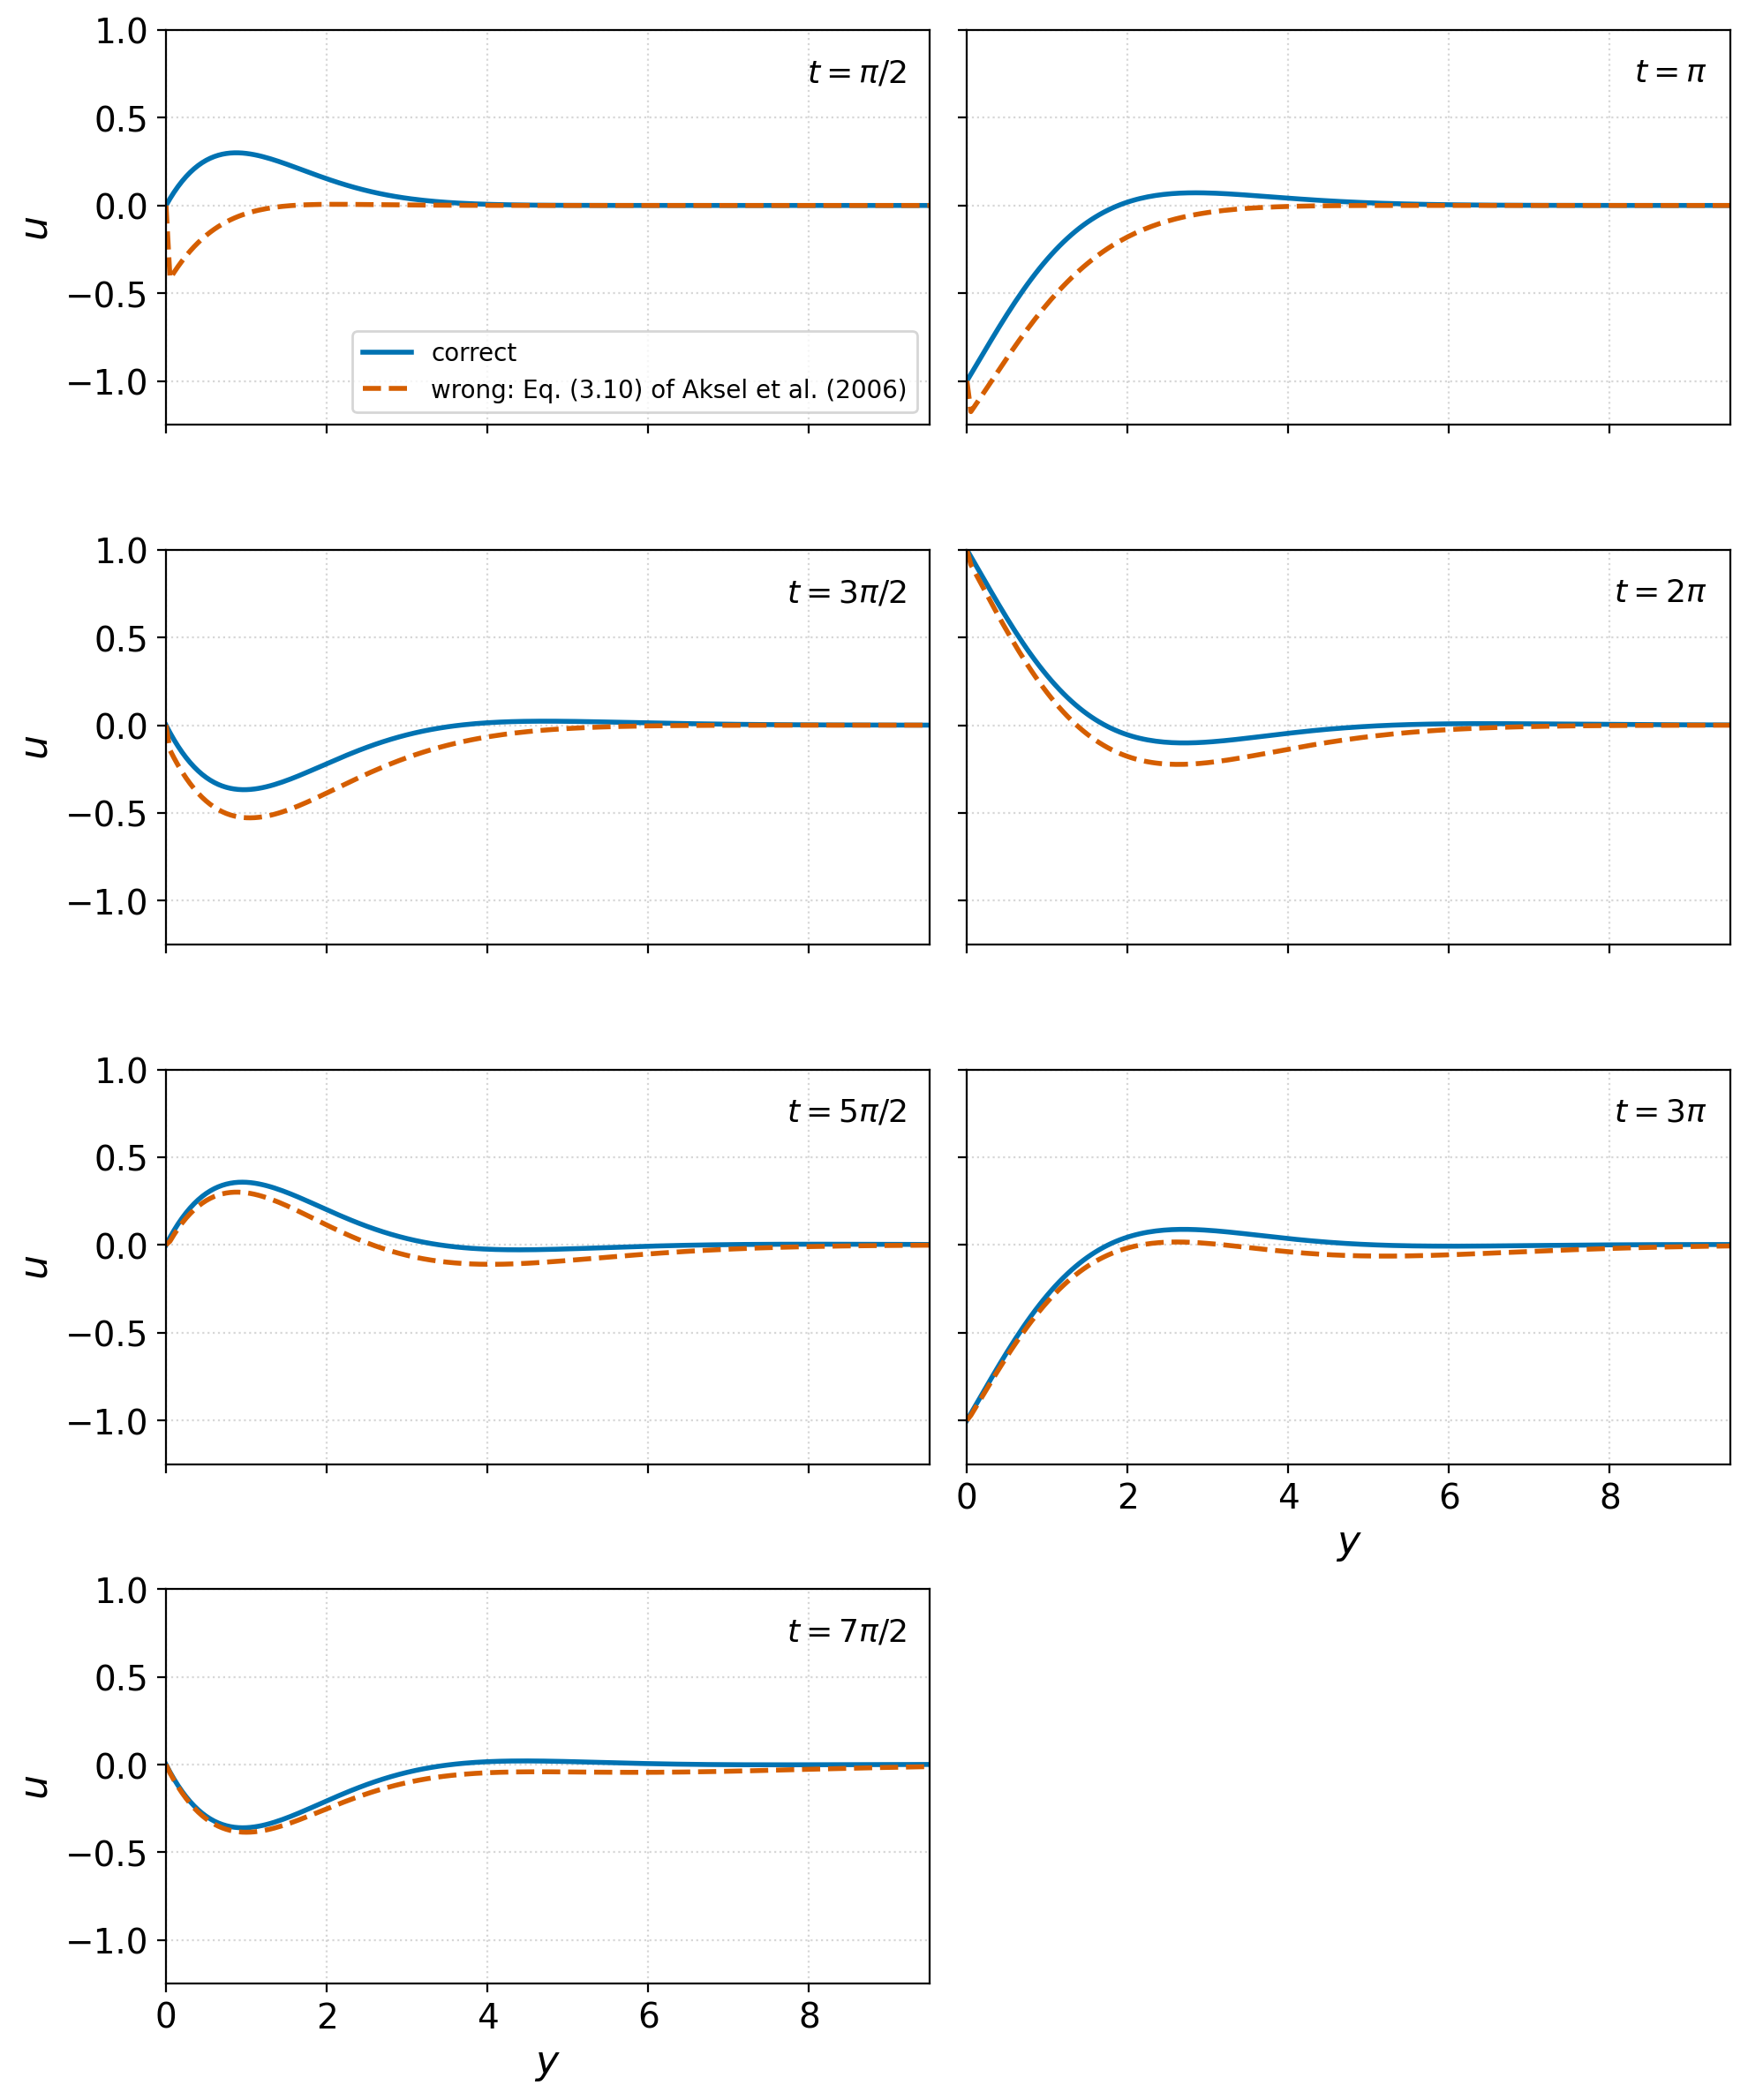 1.0
0.5
0.0
−0.5
−1.0
u
t = π/2
correct
wrong: Eq. (3.10) of Aksel et al. (2006)
t = π
1.0
0.5
0.0
−0.5
−1.0
u
t = 3π/2
t = 2π
1.0
0.5
0.0
−0.5
−1.0
u
t = 5π/2
t = 3π
0 2 4 6 8
y
1.0
0.5
0.0
−0.5
−1.0
u
t = 7π/2
0 2 4 6 8
y